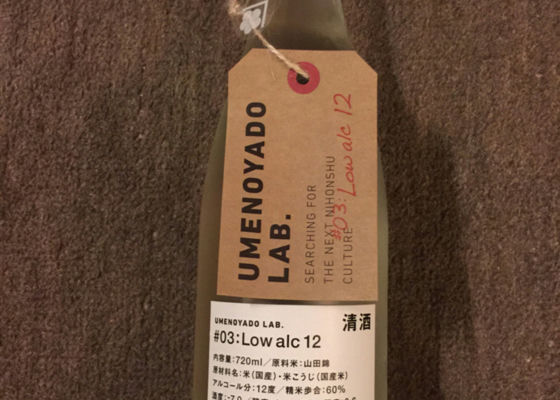 UMENOYADO
LAB.
SEARCHING FOR
THE NEXT NIHONSHU
CULTURE
#03: Low alc 12
UMENOYADO LAB.
清酒
#03:Low alc 12
内容量:720ml/原料米:山田錦
原材料名:米(国産)・米こうじ(国産米)
アルコール分:12度/精米歩合:60%